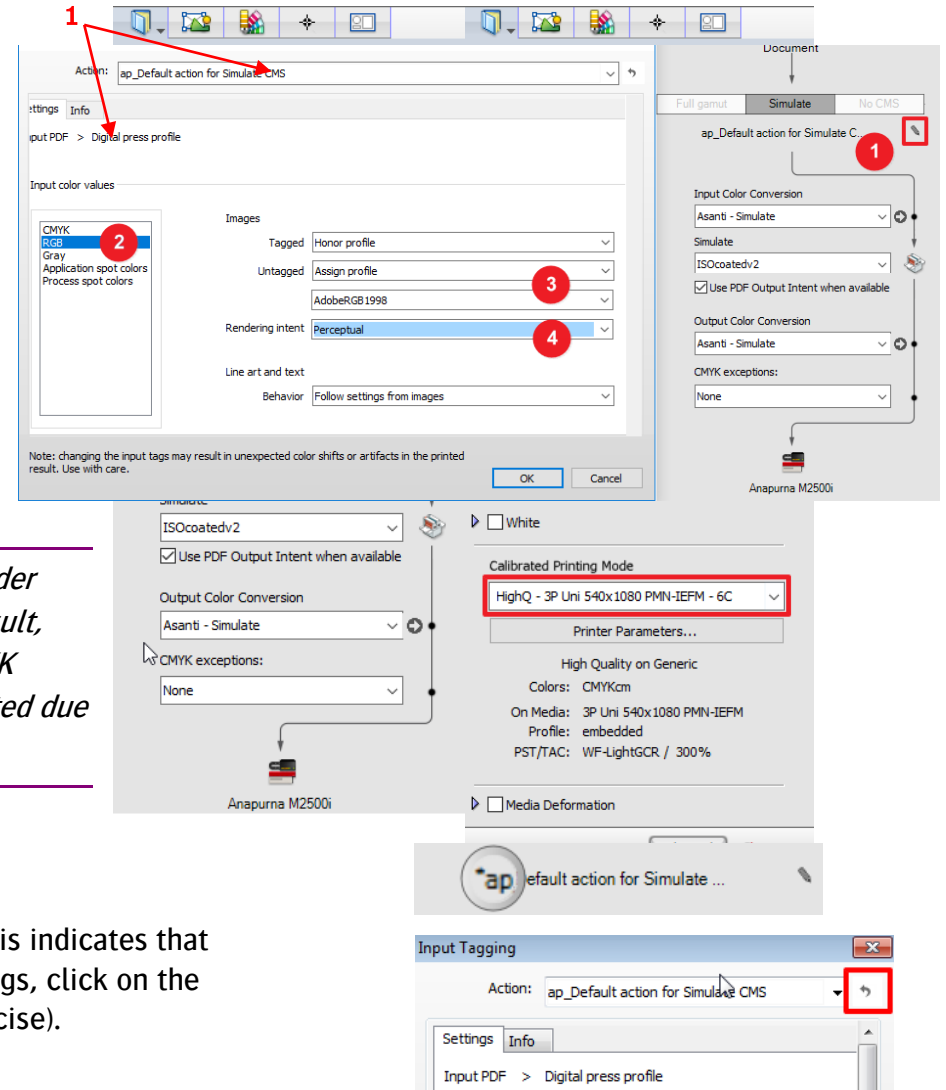 1
Action: ap_Default action for Simulate CMS
ettings Info
put PDF > Digital press profile
Input color values
CMYK
RGB
Gray
Application spot colors
Process spot colors
2
Images
Tagged Honor profile
Untagged Assign profile
3
AdobeRGB1998
Rendering intent Perceptual
4
Line art and text
Behavior Follow settings from images
Note: changing the input tags may result in unexpected color shifts or artifacts in the printed
result. Use with care.
OK Cancel
Document
Full gamut Simulate No CMS
ap_Default action for Simulate C...
1
Input Color Conversion
Asanti - Simulate
Simulate
ISOcoatedv2
Use PDF Output Intent when available
Output Color Conversion
Asanti - Simulate
CMYK exceptions:
None
Anapurna M2500i
Simulate
ISOcoatedv2
Use PDF Output Intent when available
Output Color Conversion
Asanti - Simulate
CMYK exceptions:
None
Anapurna M2500i
White
Calibrated Printing Mode
HighQ - 3P Uni 540x1080 PMN-IEFM - 6C
Printer Parameters...
High Quality on Generic
Colors: CMYKcm
On Media: 3P Uni 540x1080 PMN-IEFM
Profile: embedded
PST/TAC: WF-LightGCR / 300%
Media Deformation
der
ult,
K
ted due
*ap efault action for Simulate ...
is indicates that
gs, click on the
cise).
Input Tagging
Action: ap_Default action for Simulate CMS
Settings Info
Input PDF > Digital press profile